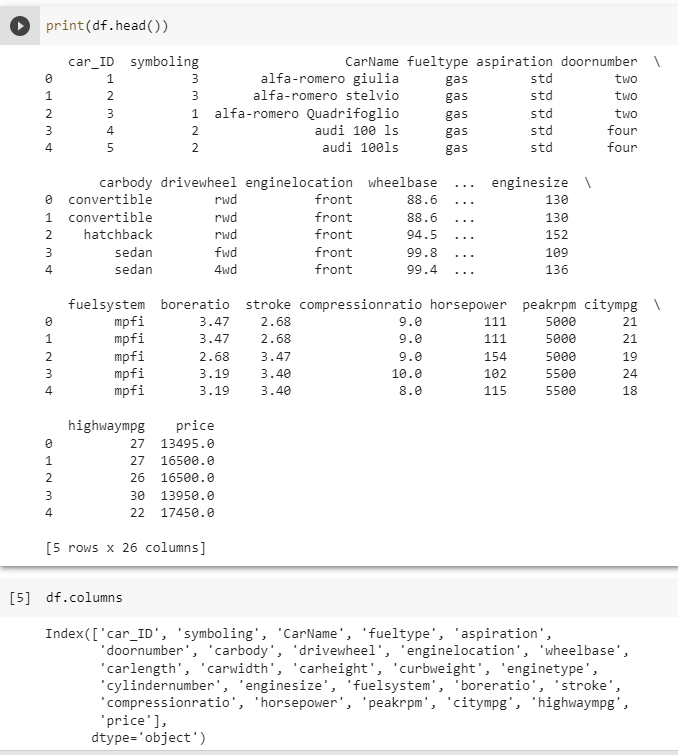 print(df.head())
car_ID symboling CarName fueltype aspiration doornumber \
0 1 3 alfa-romero giulia gas std two
1 2 3 alfa-romero stelvio gas std two
2 3 1 alfa-romero Quadrifoglio gas std two
3 4 2 audi 100 ls gas std four
4 5 2 audi 100ls gas std four
carbody drivewheel enginelocation wheelbase ... enginesize \
0 convertible rwd front 88.6 ... 130
1 convertible rwd front 88.6 ... 130
2 hatchback rwd front 94.5 ... 152
3 sedan fwd front 99.8 ... 109
4 sedan 4wd front 99.4 ... 136
fuelsystem boreratio stroke compressionratio horsepower peakrpm citympg \
0 mpfi 3.47 2.68 9.0 111 5000 21
1 mpfi 3.47 2.68 9.0 111 5000 21
2 mpfi 2.68 3.47 9.0 154 5000 19
3 mpfi 3.19 3.40 10.0 102 5500 24
4 mpfi 3.19 3.40 8.0 115 5500 18
highwaympg price
0 27 13495.0
1 27 16500.0
2 26 16500.0
3 30 13950.0
4 22 17450.0
[5 rows x 26 columns]
[5] df.columns
Index(['car_ID', 'symboling', 'CarName', 'fueltype', 'aspiration',
'doornumber', 'carbody', 'drivewheel', 'enginelocation', 'wheelbase',
'carlength', 'carwidth', 'carheight', 'curbweight', 'enginetype',
'cylindernumber', 'enginesize', 'fuelsystem', 'boreratio', 'stroke',
'compressionratio', 'horsepower', 'peakrpm', 'citympg', 'highwaympg',
'price'],
dtype='object')